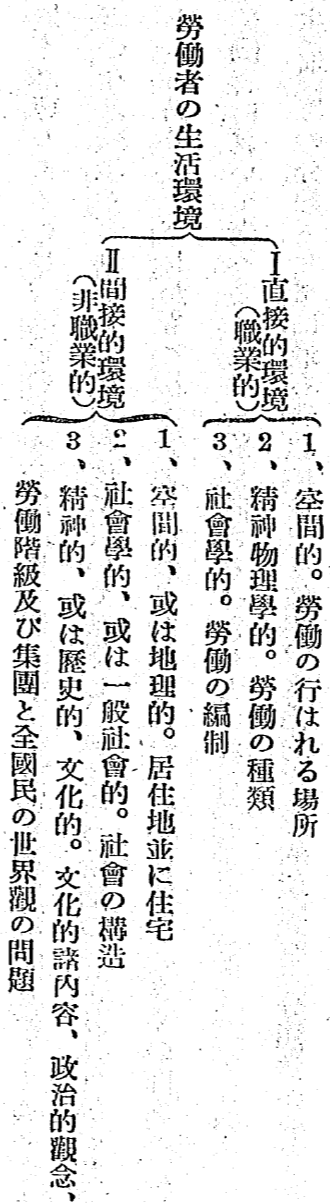 勞働者の生活環境
Ⅰ直接的環境
(職業的)
1、空間的。勞働の行はれる場所
2、精神物理學的。勞働の種類
3、社會學的。勞働の編制
Ⅱ間接的環境
(非職業的)
1、空間的、或は地理的。居住地並に住宅
2、社會學的、或は一般社會的。社會の構造
3、精神的、或は歷史的、文化的。文化的諸內容、政治的觀念、
勞働階級及び集團と全國民の世界觀の問題